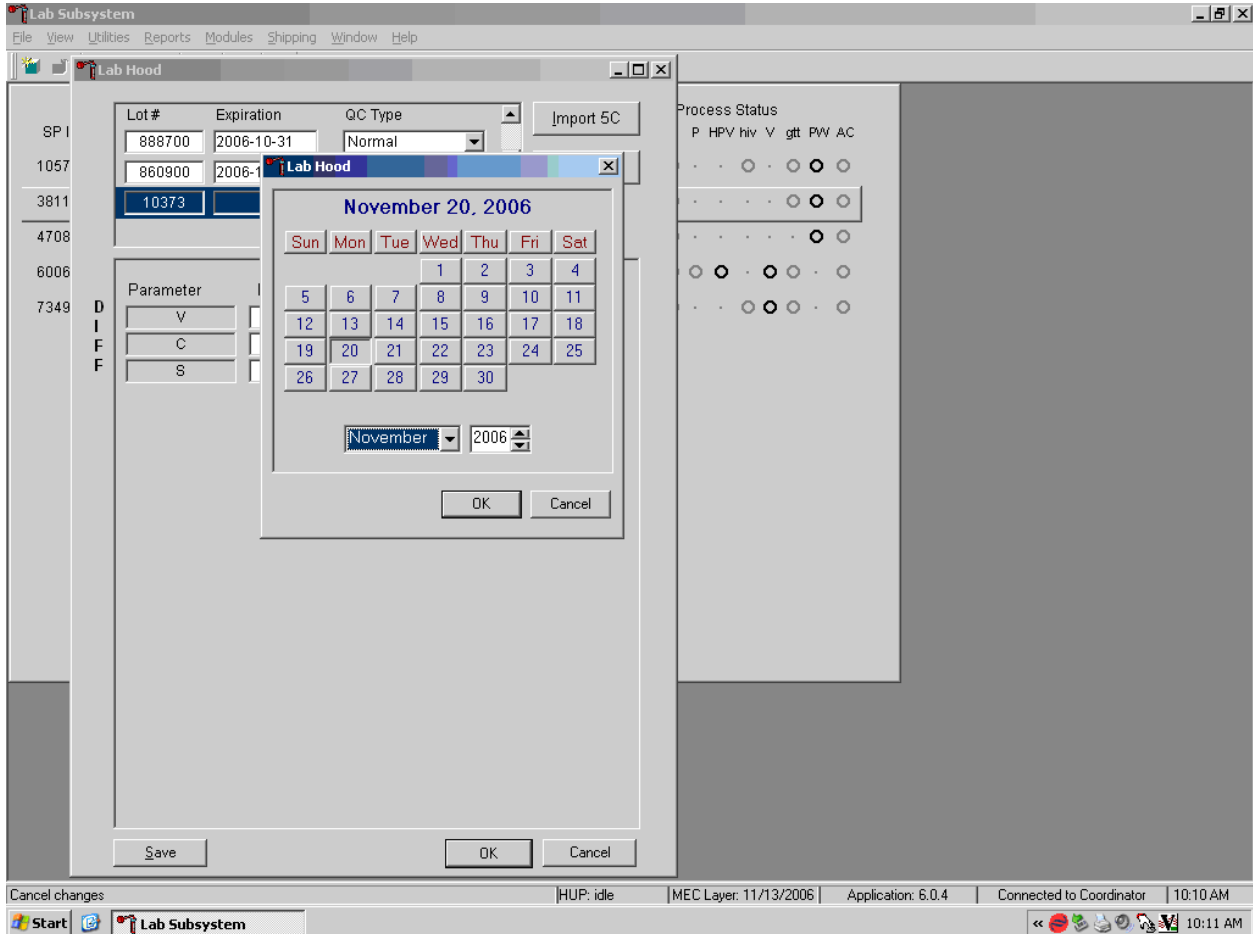 Lab Subsystem
File View Utilities Reports Modules Shipping Window Help
Lab Hood
Lot # Expiration QC Type
Import 5C
888700 2006-10-31 Normal
860900 2006-1
10373
Parameter
D I F F
V
C
S
Save OK Cancel
Lab Hood
November 20, 2006
Sun Mon Tue Wed Thu Fri Sat
1 2 3 4
5 6 7 8 9 10 11
12 13 14 15 16 17 18
19 20 21 22 23 24 25
26 27 28 29 30
November 2006
OK Cancel
SP I
1057
3811
4708
6006
7349
Process Status
P HPV hiv V gtt PW AC
Cancel changes HUP: idle MEC Layer: 11/13/2006 Application: 6.0.4 Connected to Coordinator 10:10 AM
Start Lab Subsystem « 10:11 AM